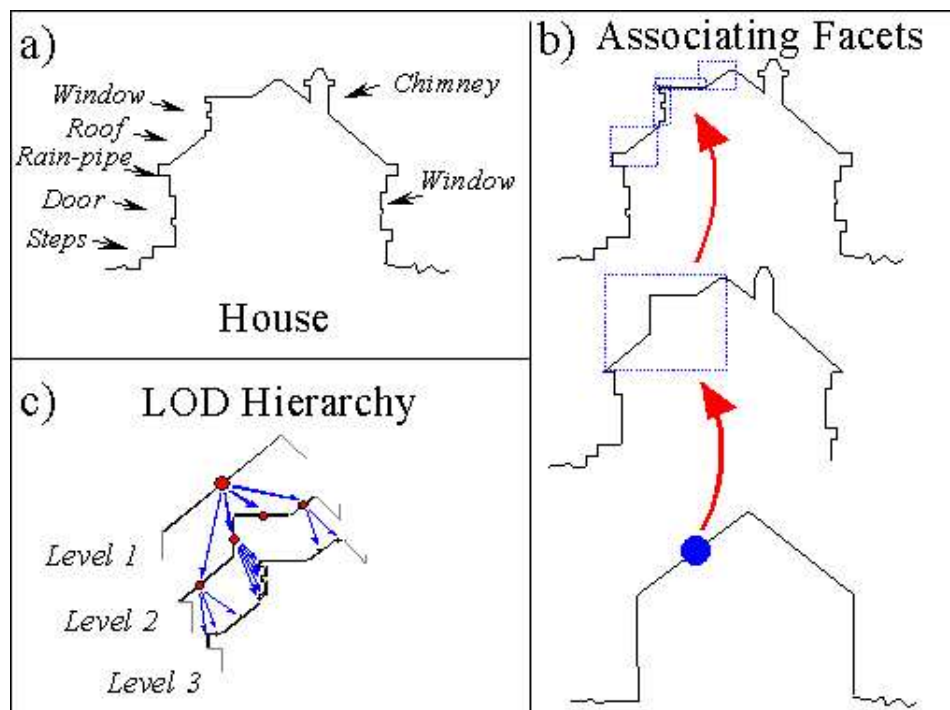 a)
Window
Chimney
Roof
Rain-pipe
Window
Door
Steps
House
b) Associating Facets
c) LOD Hierarchy
Level 1
Level 2
Level 3